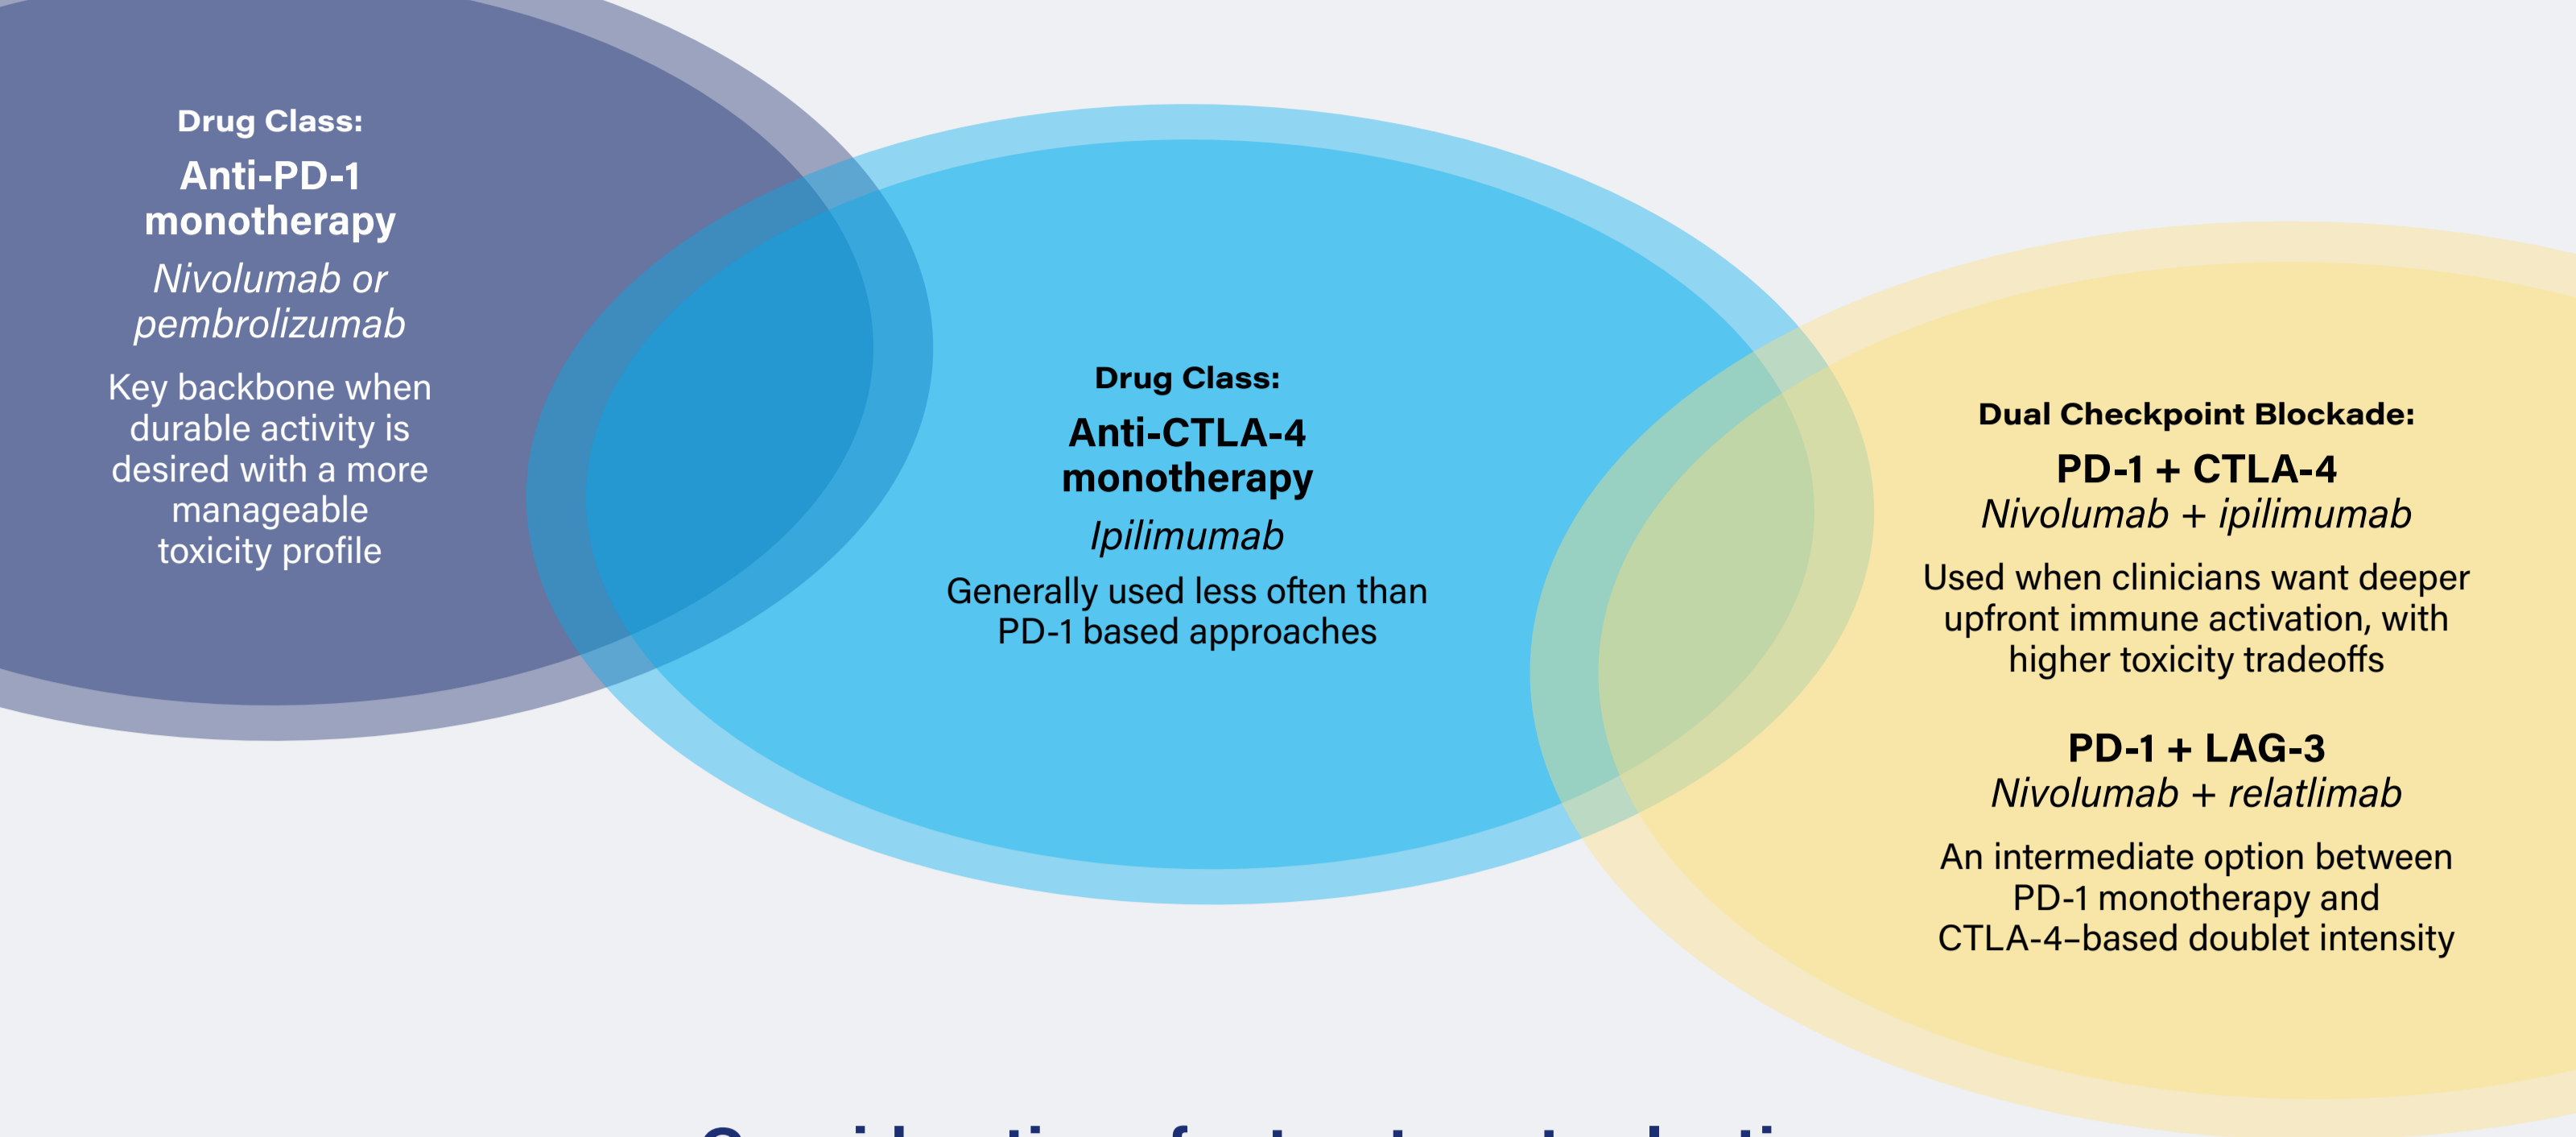 Drug Class:
Anti-PD-1
monotherapy
Nivolumab or
pembrolizumab
Key backbone when
durable activity is
desired with a more
manageable
toxicity profile
Drug Class:
Anti-CTLA-4
monotherapy
Ipilimumab
Generally used less often than
PD-1 based approaches
Dual Checkpoint Blockade:
PD-1 + CTLA-4
Nivolumab + ipilimumab
Used when clinicians want deeper
upfront immune activation, with
higher toxicity tradeoffs
PD-1 + LAG-3
Nivolumab + relatlimab
An intermediate option between
PD-1 monotherapy and
CTLA-4–based doublet intensity